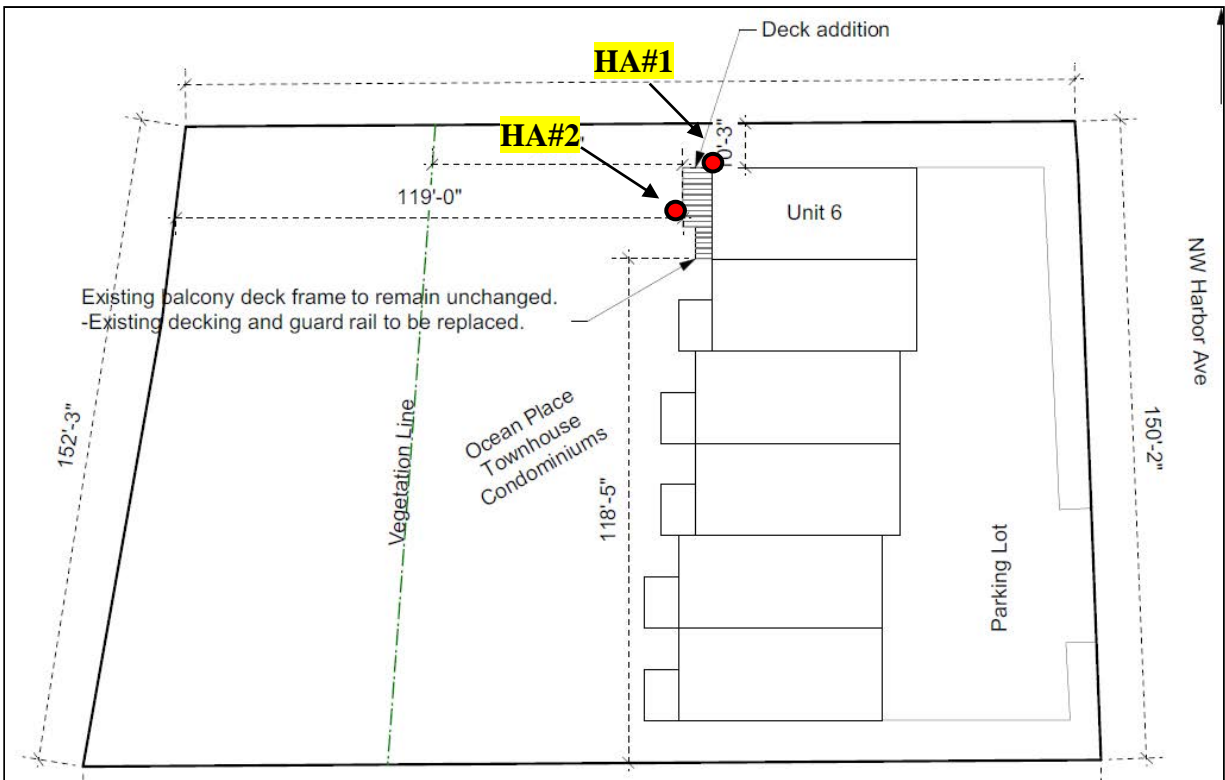 Deck addition
HA#1
HA#2
0'-3"
119'-0"
Unit 6
NW Harbor Ave
Existing balcony deck frame to remain unchanged.
-Existing decking and guard rail to be replaced.
152'-3"
Vegetation Line
Ocean Place
Townhouse
Condominiums
118'-5"
150'-2"
Parking Lot